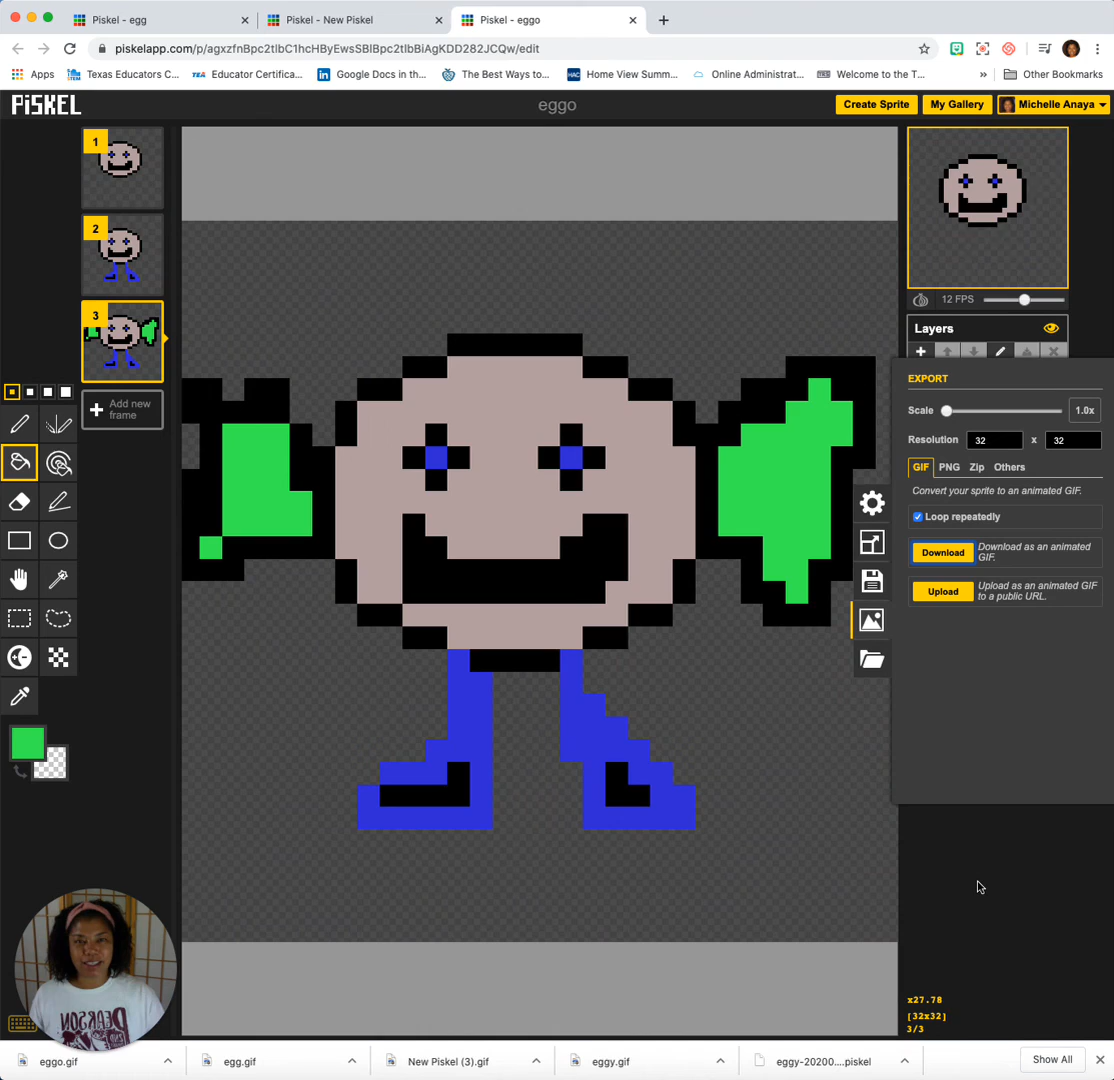 Piskel - egg
Piskel - New Piskel
Piskel - eggo
piskelapp.com/p/agxzfnBpc2tlbC1hcHByEwsSBlBpc2tlbBiAgKDD282JCQw/edit
Apps
Texas Educators C...
TEA
Educator Certifica...
Google Docs in th...
The Best Ways to...
HAC
Home View Summ...
Online Administrat...
Welcome to the T...
»
Other Bookmarks
PiSKEL
eggo
Create Sprite
My Gallery
Michelle Anaya
1
2
3
Add new
frame
12 FPS
Layers
EXPORT
Scale
1.0x
Resolution
32
x
32
GIF
PNG
Zip
Others
Convert your sprite to an animated GIF.
Loop repeatedly
Download
Download as an animated
GIF.
Upload
Upload as an animated GIF
to a public URL.
PEARSON
x27.78
[32x32]
3/3
eggo.gif
egg.gif
New Piskel (3).gif
eggy.gif
eggy-20200....piskel
Show All